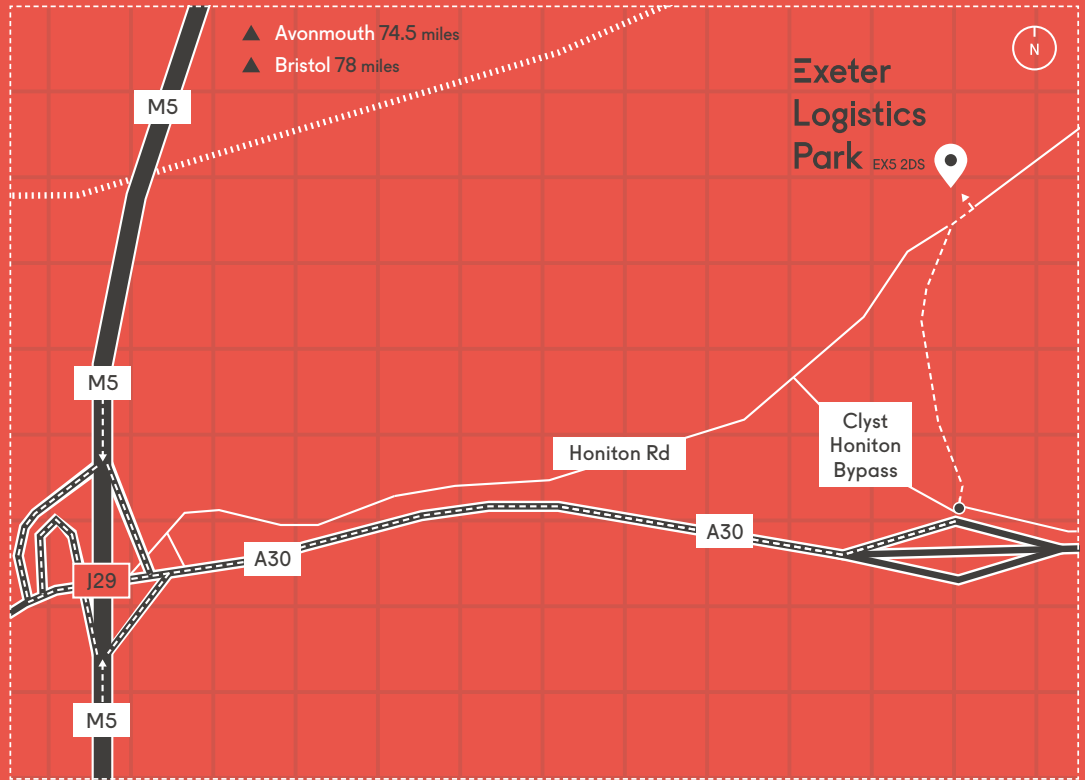 Avonmouth 74.5 miles
Bristol 78 miles
N
Exeter
Logistics
Park EX5 2DS
M5
M5
Clyst
Honiton
Bypass
Honiton Rd
A30
A30
J29
M5